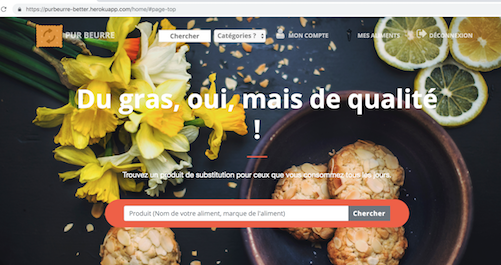 https://purbeurre-better.herokuapp.com/home/#page-top
PUR BEURRE
Chercher
Catégories ?
MON COMPTE
MES ALIMENTS
DÉCONNEXION
Du gras, oui, mais de qualité
!
Trouvez un produit de substitution pour ceux que vous consommez tous les jours.
Produit (Nom de votre aliment, marque de l'aliment)
Chercher